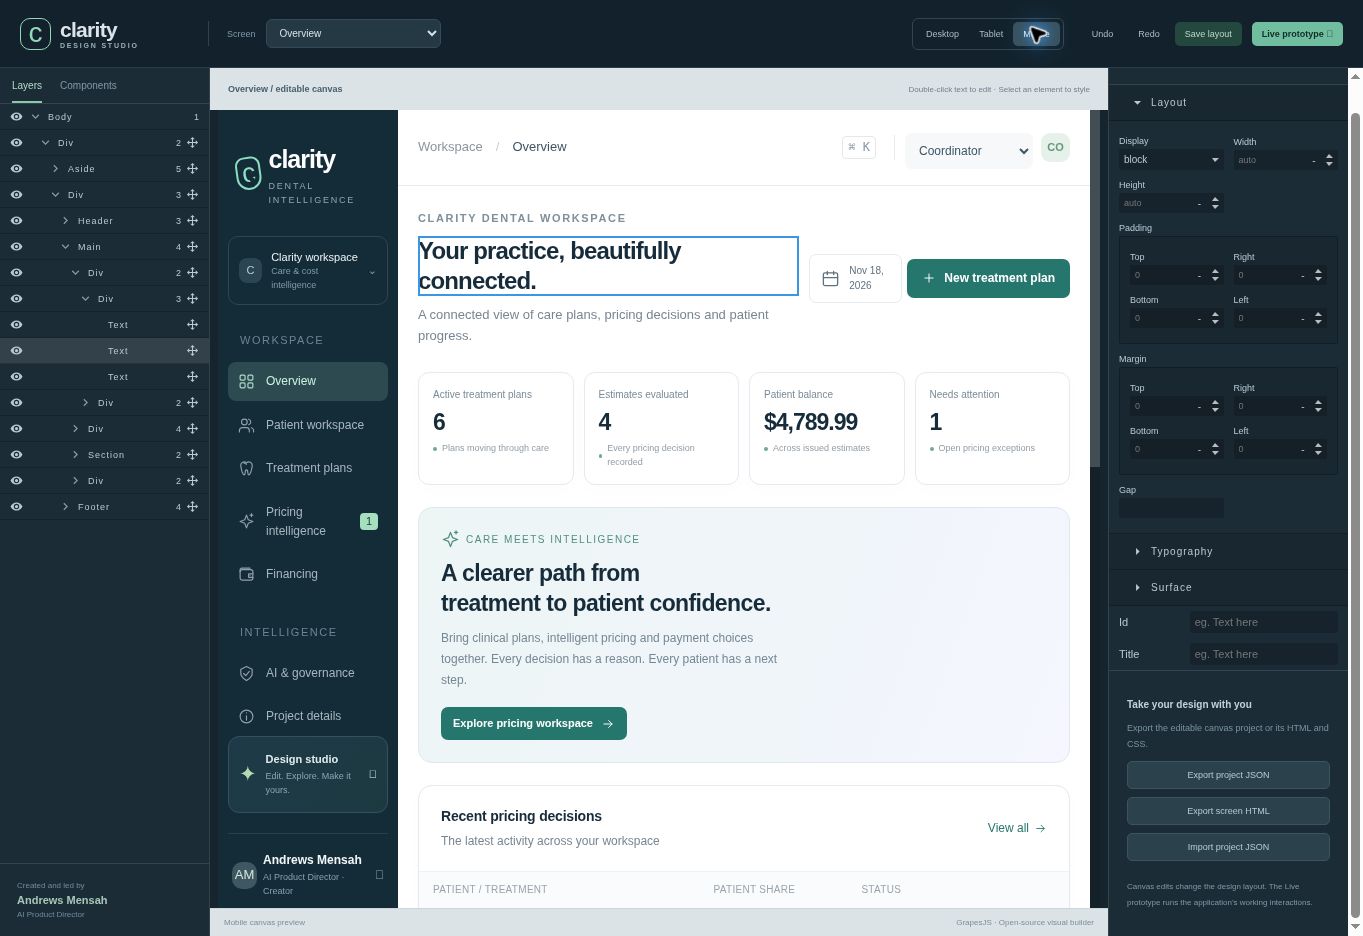 clarity
DESIGN STUDIO
Screen
Overview
Desktop
Tablet
Undo
Redo
Save layout
Live prototype
Layers
Components
Body
1
Div
2
Aside
5
Div
3
Header
3
Main
4
Div
2
Div
3
Text
Text
Text
Div
2
Div
4
Section
2
Div
2
Footer
4
Created and led by
Andrews Mensah
AI Product Director
Overview / editable canvas
Double-click text to edit · Select an element to style
clarity
DENTAL
INTELLIGENCE
C
Clarity workspace
Care & cost
intelligence
WORKSPACE
Overview
Patient workspace
Treatment plans
Pricing
intelligence
1
Financing
INTELLIGENCE
AI & governance
Project details
Design studio
Edit. Explore. Make it
yours.
AM
Andrews Mensah
AI Product Director ·
Creator
Workspace / Overview
⌘ K
Coordinator
CO
CLARITY DENTAL WORKSPACE
Your practice, beautifully
connected.
A connected view of care plans, pricing decisions and patient
progress.
Nov 18,
2026
New treatment plan
Active treatment plans
6
Plans moving through care
Estimates evaluated
4
Every pricing decision
recorded
Patient balance
$4,789.99
Across issued estimates
Needs attention
1
Open pricing exceptions
CARE MEETS INTELLIGENCE
A clearer path from
treatment to patient confidence.
Bring clinical plans, intelligent pricing and payment choices
together. Every decision has a reason. Every patient has a next
step.
Explore pricing workspace
Recent pricing decisions
The latest activity across your workspace
View all
PATIENT / TREATMENT
PATIENT SHARE
STATUS
Mobile canvas preview
GrapesJS · Open-source visual builder
Layout
Display
block
Width
auto
-
Height
auto
-
Padding
Top
0
-
Right
0
-
Bottom
0
-
Left
0
-
Margin
Top
0
-
Right
0
-
Bottom
0
-
Left
0
-
Gap
Typography
Surface
Id
eg. Text here
Title
eg. Text here
Take your design with you
Export the editable canvas project or its HTML and
CSS.
Export project JSON
Export screen HTML
Import project JSON
Canvas edits change the design layout. The Live
prototype runs the application's working interactions.